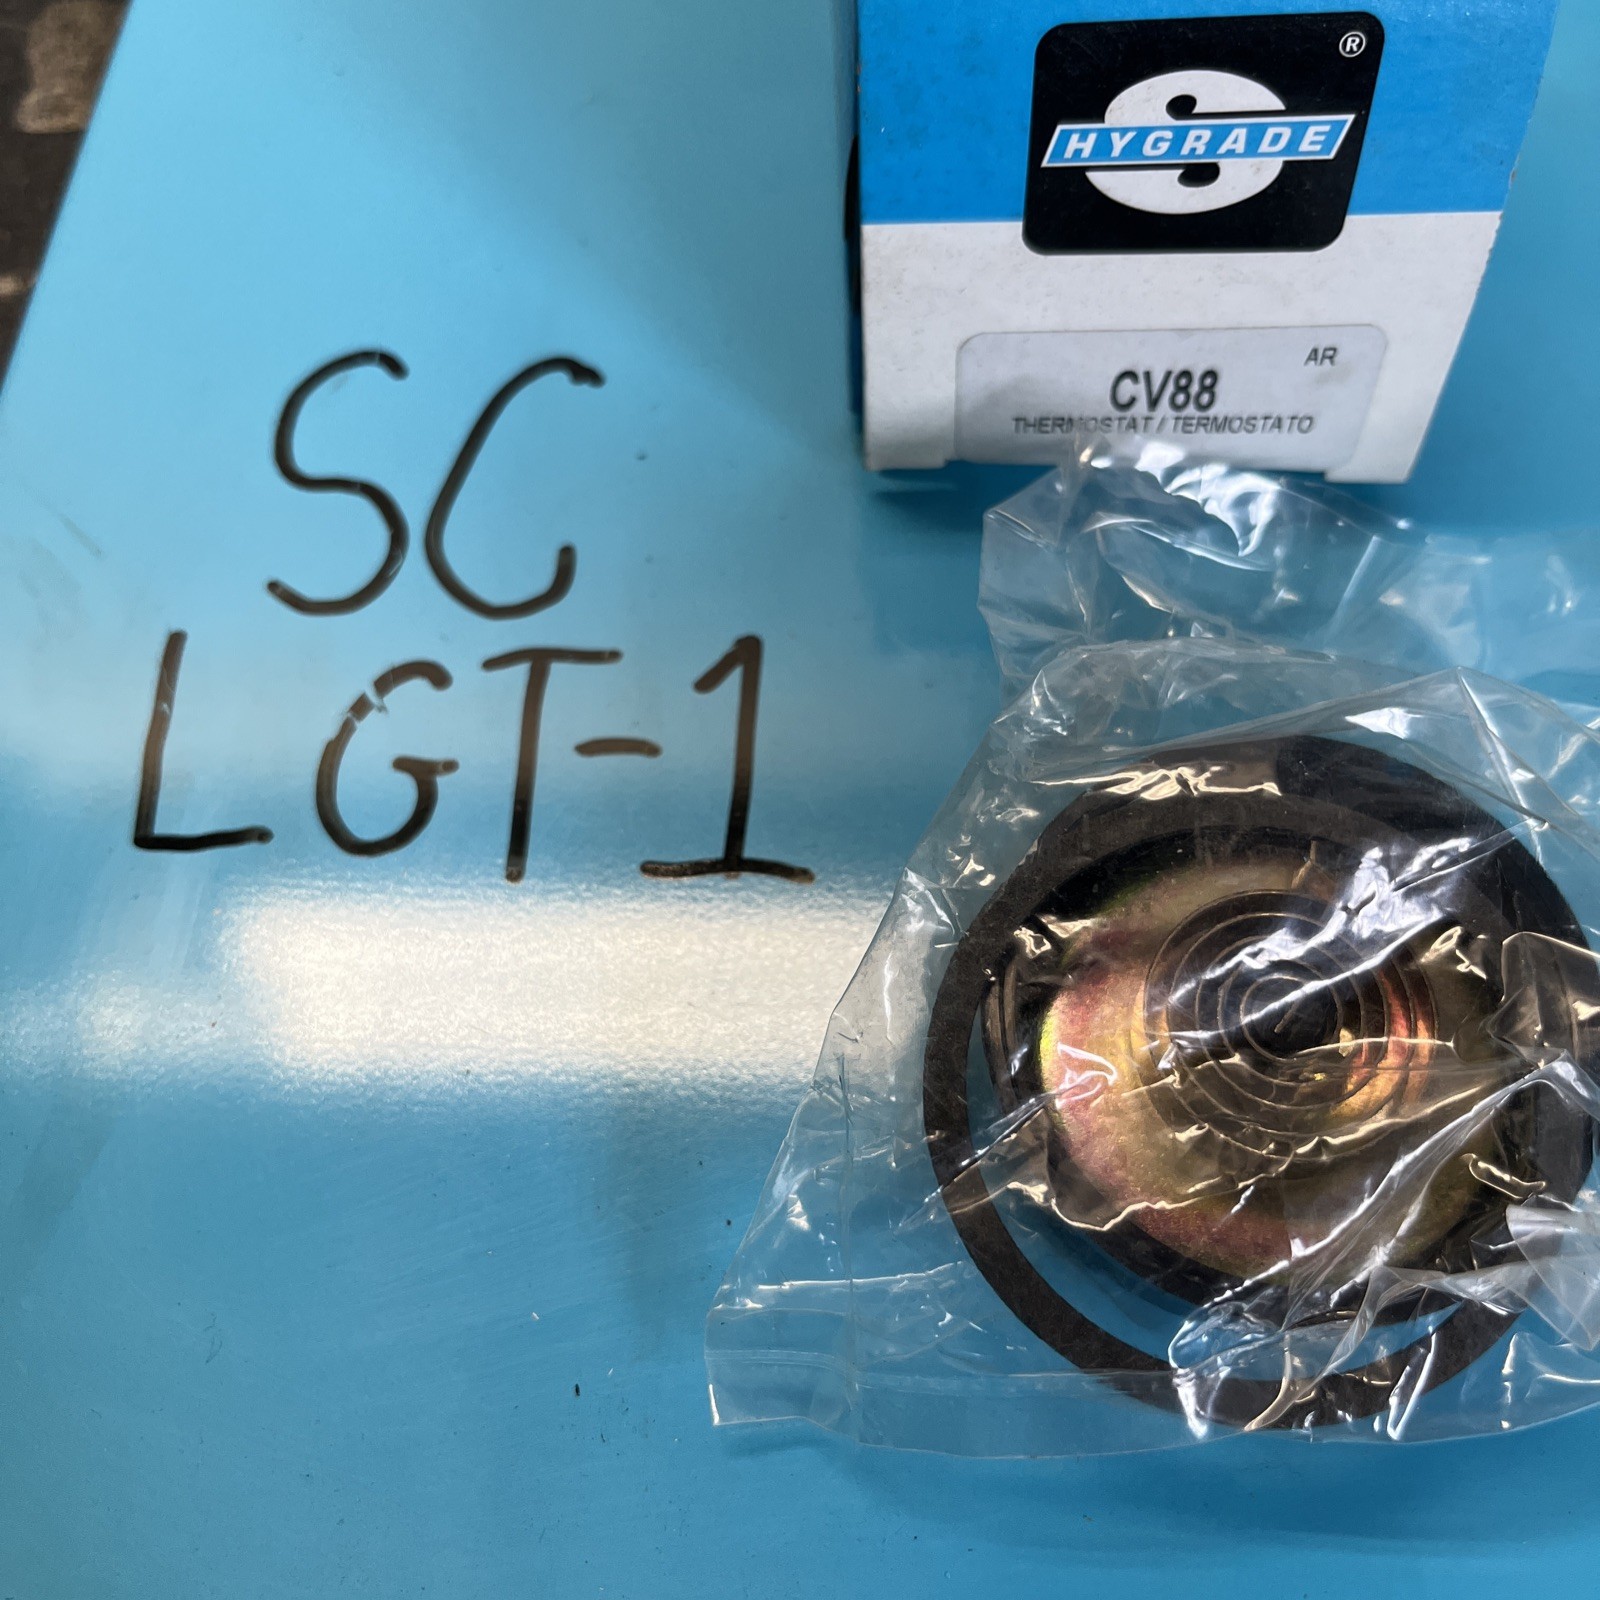 SC
LGT-1
®
HYGRADE
S
AR
CV88
THERMOSTAT / TERMOSTATO